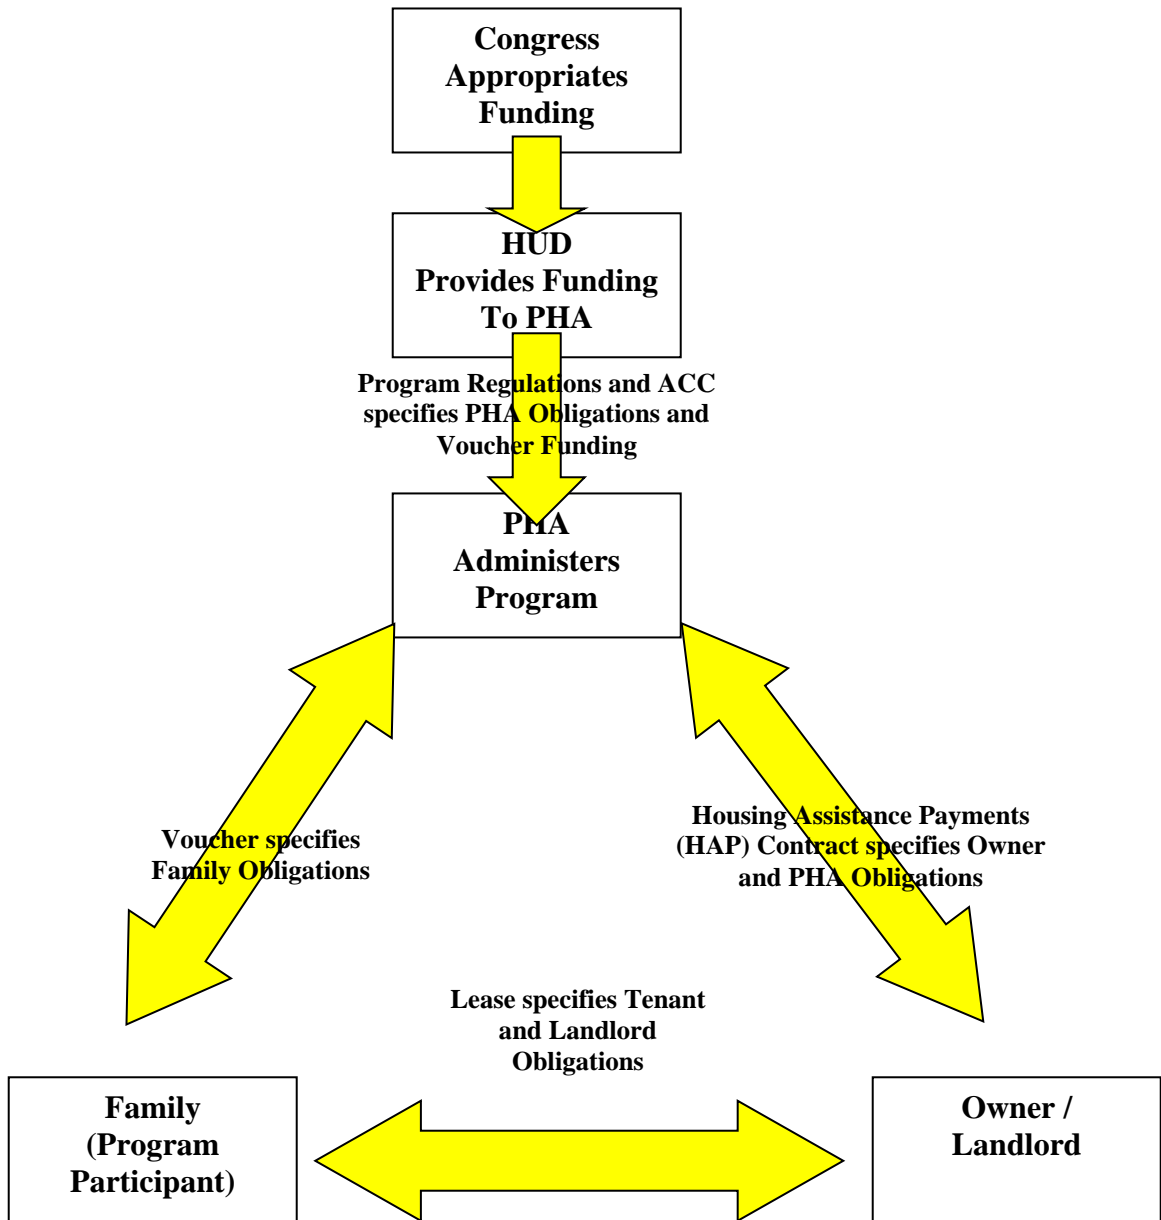 Congress
Appropriates
Funding
HUD
Provides Funding
To PHA
Program Regulations and ACC
specifies PHA Obligations and
Voucher Funding
PHA
Administers
Program
Voucher specifies
Family Obligations
Housing Assistance Payments
(HAP) Contract specifies Owner
and PHA Obligations
Lease specifies Tenant
and Landlord
Obligations
Family
(Program
Participant)
Owner /
Landlord